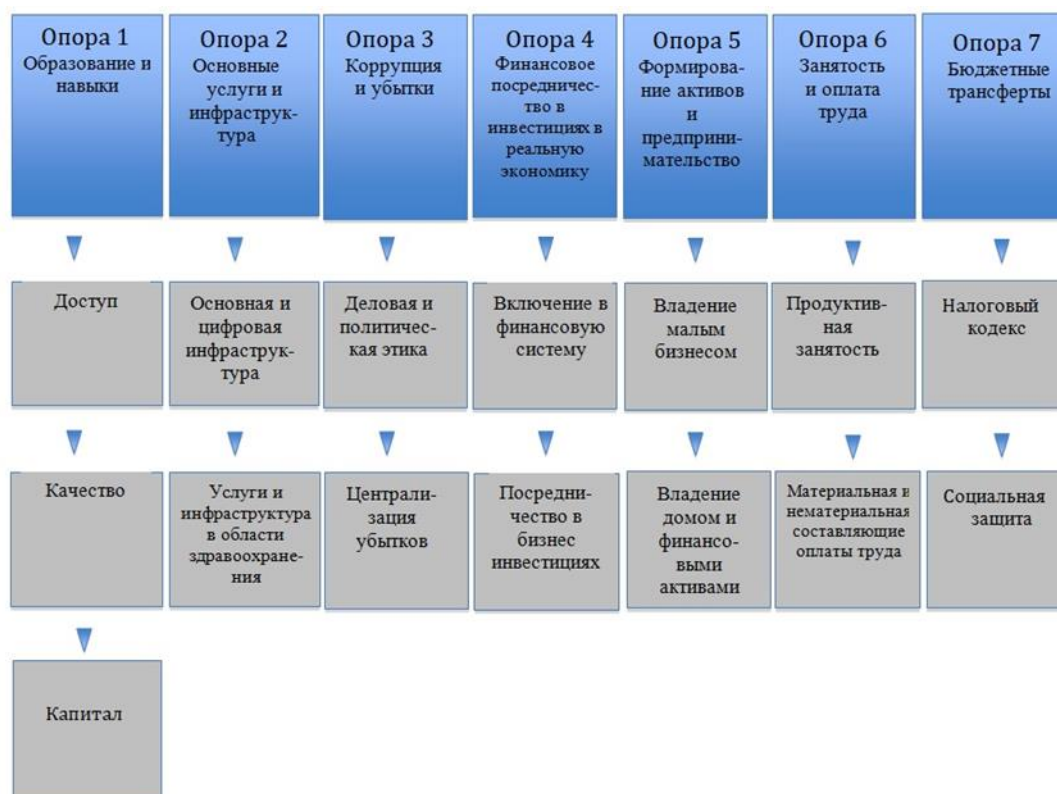 Опора 1
Образование и
навыки
Опора 2
Основные
услуги и
инфраструк-
тура
Опора 3
Коррупция
и убытки
Опора 4
Финансовое
посредничес-
тво в
инвестициях в
реальную
экономику
Опора 5
Формирова-
ние активов
и
предприни-
мательство
Опора 6
Занятость
и оплата
труда
Опора 7
Бюджетные
трансферты
Доступ
Основная и
цифровая
инфраструк-
тура
Деловая и
политичес-
кая этика
Включение в
финансовую
систему
Владение
малым
бизнесом
Продуктив-
ная
занятость
Налоговый
кодекс
Качество
Услуги и
инфраструктура
в области
здравоохране-
ния
Централи-
зация
убытков
Посредни-
чество в
бизнес
инвестициях
Владение
домом и
финансо-
выми
активами
Материальная и
нематериальная
составляющие
оплаты труда
Социальная
защита
Капитал